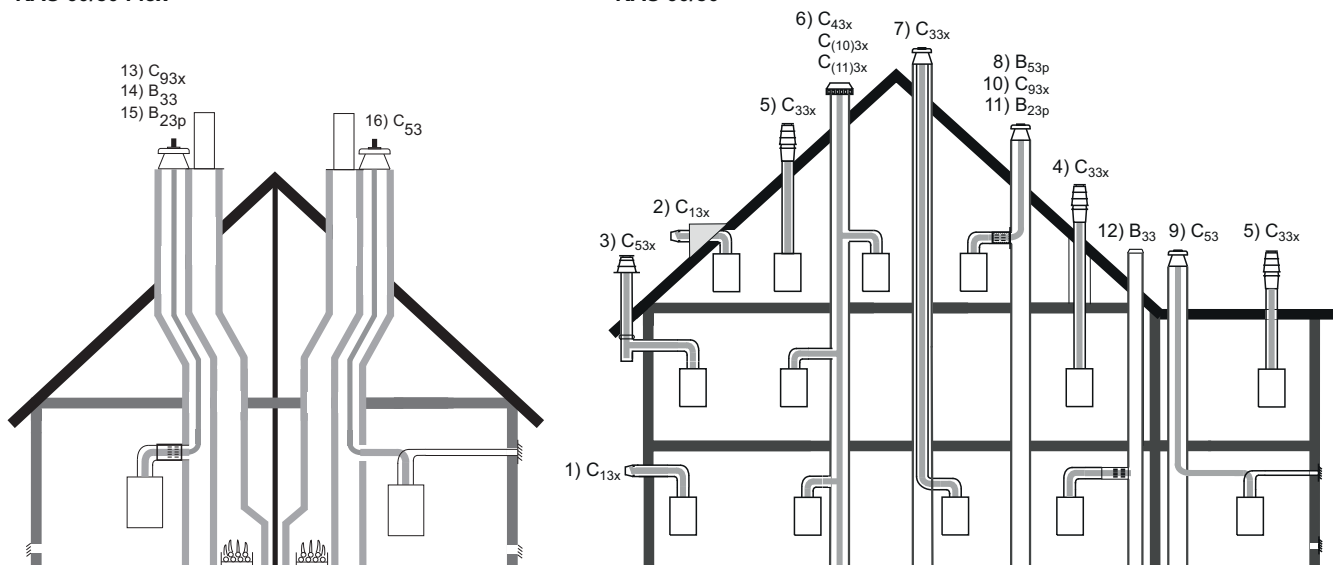 13) C93x
14) B33
15) B23p
16) C53
6) C43x
C(10)3x
C(11)3x
7) C33x
8) B53p
10) C93x
11) B23p
5) C33x
4) C33x
2) C13x
3) C53x
12) B33
9) C53
5) C33x
1) C13x